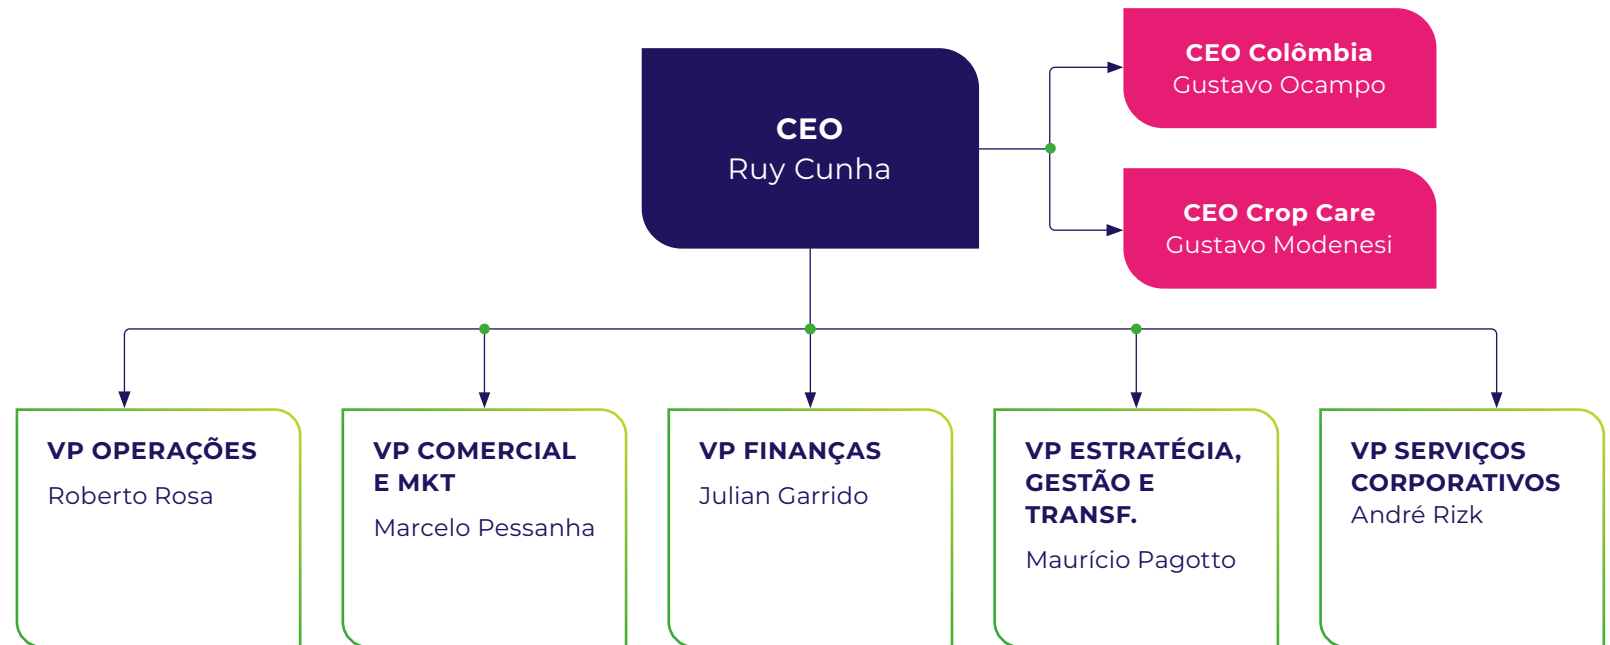 CEO
Ruy Cunha
CEO Colômbia
Gustavo Ocampo
CEO Crop Care
Gustavo Modenesi
VP OPERAÇÕES
Roberto Rosa
VP COMERCIAL
E MKT
Marcelo Pessanha
VP FINANÇAS
Julian Garrido
VP ESTRATÉGIA,
GESTÃO E
TRANSF.
Maurício Pagotto
VP SERVIÇOS
CORPORATIVOS
André Rizk